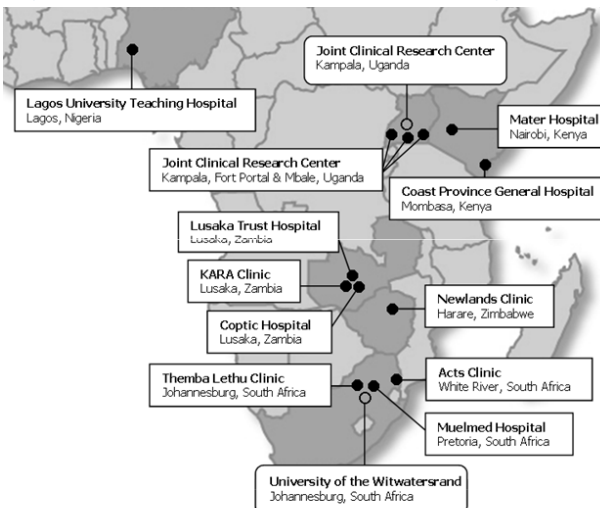 Joint Clinical Research Center
Kampala, Uganda
Lagos University Teaching Hospital
Lagos, Nigeria
Mater Hospital
Nairobi, Kenya
Joint Clinical Research Center
Kampala, Fort Portal & Mbale, Uganda
Coast Province General Hospital
Mombasa, Kenya
Lusaka Trust Hospital
Lusaka, Zambia
KARA Clinic
Lusaka, Zambia
Newlands Clinic
Harare, Zimbabwe
Coptic Hospital
Lusaka, Zambia
Themba Lethu Clinic
Johannesburg, South Africa
Acts Clinic
White River, South Africa
Muelmed Hospital
Pretoria, South Africa
University of the Witwatersrand
Johannesburg, South Africa